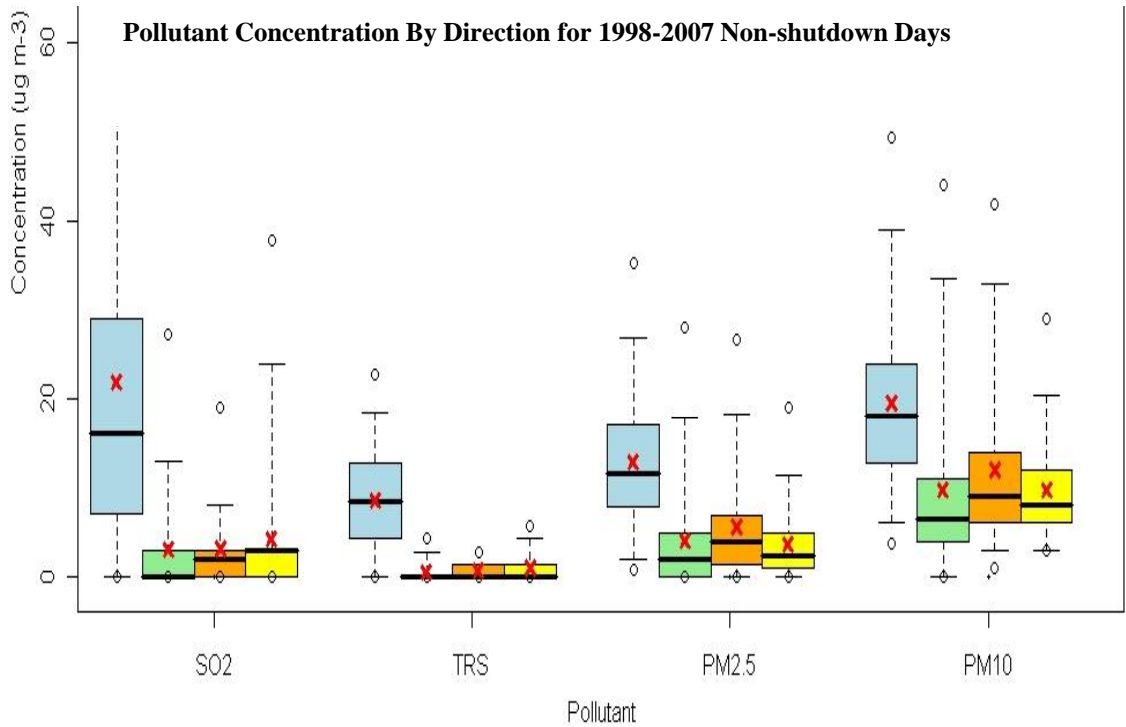 Pollutant Concentration By Direction for 1998-2007 Non-shutdown Days
Concentration (ug m-3)
60
40
20
0
SO2 TRS PM2.5 PM10
Pollutant